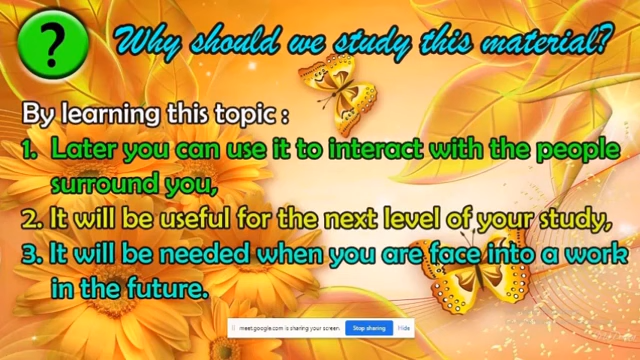 ?
Why should we study this material?
By learning this topic :
1. Later you can use it to interact with the people
surround you,
2. It will be useful for the next level of your study,
3. It will be needed when you are face into a work
in the future.
meet.google.com is sharing your screen. Stop sharing Hide